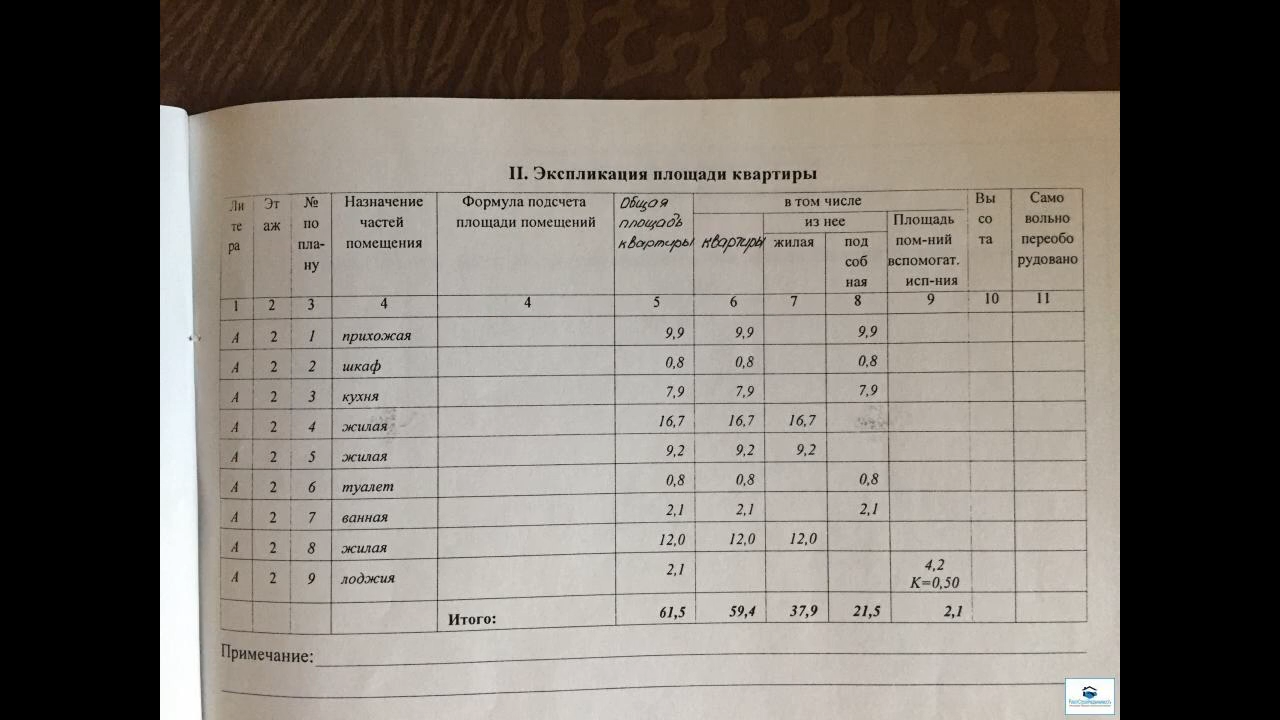 II. Экспликация площади квартиры
Ли те ра | Эт аж | № по пла- ну | Назначение частей помещения | Формула подсчета площади помещений | Общая площадь квартиры | в том числе | Вы со та | Само вольно переобо рудовано
квартиры | из нее | Площадь пом-ний вспомогат. исп-ния
жилая | под соб ная
1 | 2 | 3 | 4 | 4 | 5 | 6 | 7 | 8 | 9 | 10 | 11
А | 2 | 1 | прихожая | 9,9 | 9,9 | 9,9
А | 2 | 2 | шкаф | 0,8 | 0,8 | 0,8
А | 2 | 3 | кухня | 7,9 | 7,9 | 7,9
А | 2 | 4 | жилая | 16,7 | 16,7 | 16,7
А | 2 | 5 | жилая | 9,2 | 9,2 | 9,2
А | 2 | 6 | туалет | 0,8 | 0,8 | 0,8
А | 2 | 7 | ванная | 2,1 | 2,1 | 2,1
А | 2 | 8 | жилая | 12,0 | 12,0 | 12,0
А | 2 | 9 | лоджия | 2,1 | 4,2 К=0,50
Итого: | 61,5 | 59,4 | 37,9 | 21,5 | 2,1
Примечание: